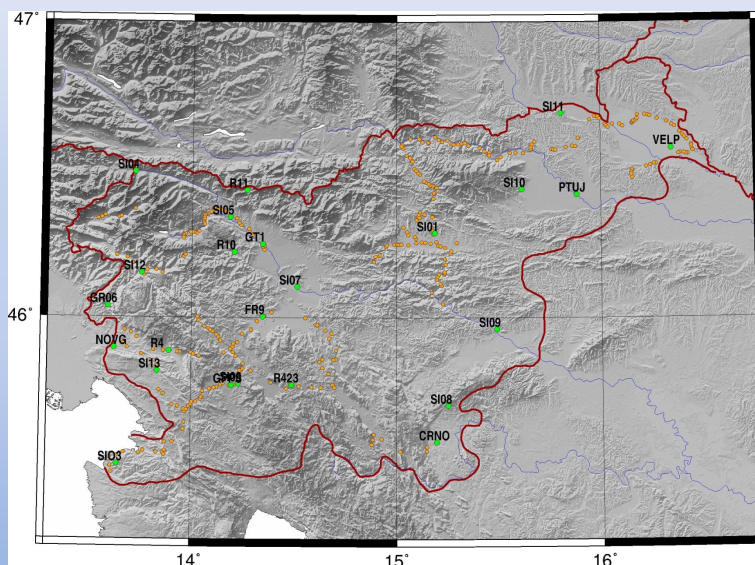 47°
SI11
VELP
SI04
R11
SI10
PTUJ
SI05
SI01
GT1
R10
SI12
SI07
GR06
46°
FR9
SI09
NOVG
R4
SI13
R423
SI08
CRNO
SIO3
14°
15°
16°